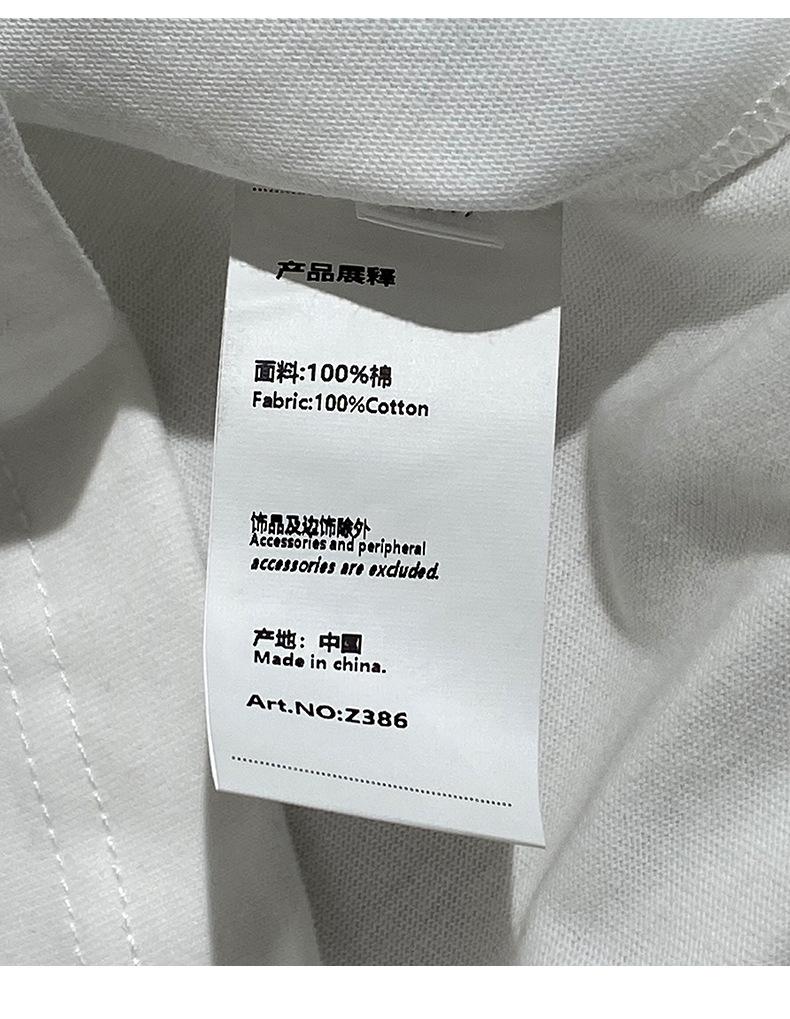 产品展释
面料:100%棉
Fabric:100%Cotton
饰品及边饰除外
Accessories and peripheral
accessories are excluded.
产地：中国
Made in china.
Art.NO:Z386